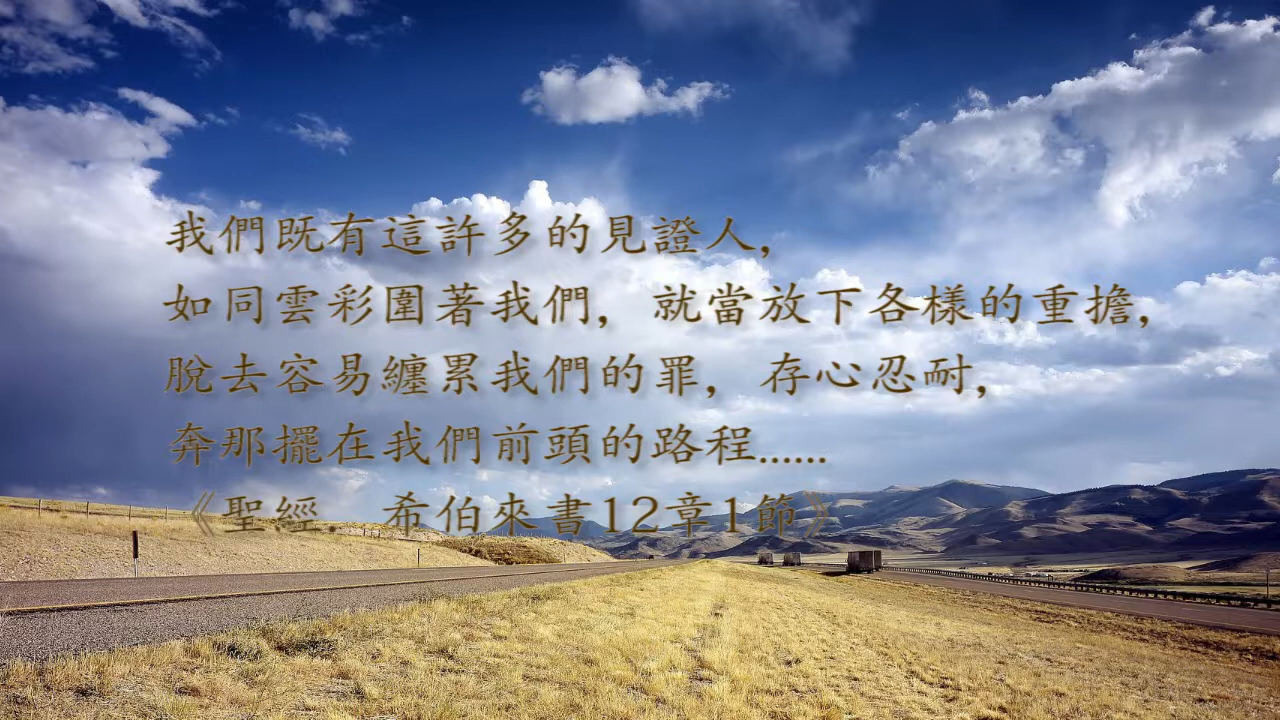 我們既有這許多的見證人，
如同雲彩圍著我們，就當放下各樣的重擔，
脫去容易纏累我們的罪，存心忍耐，
奔那擺在我們前頭的路程......
《聖經　希伯來書12章1節》